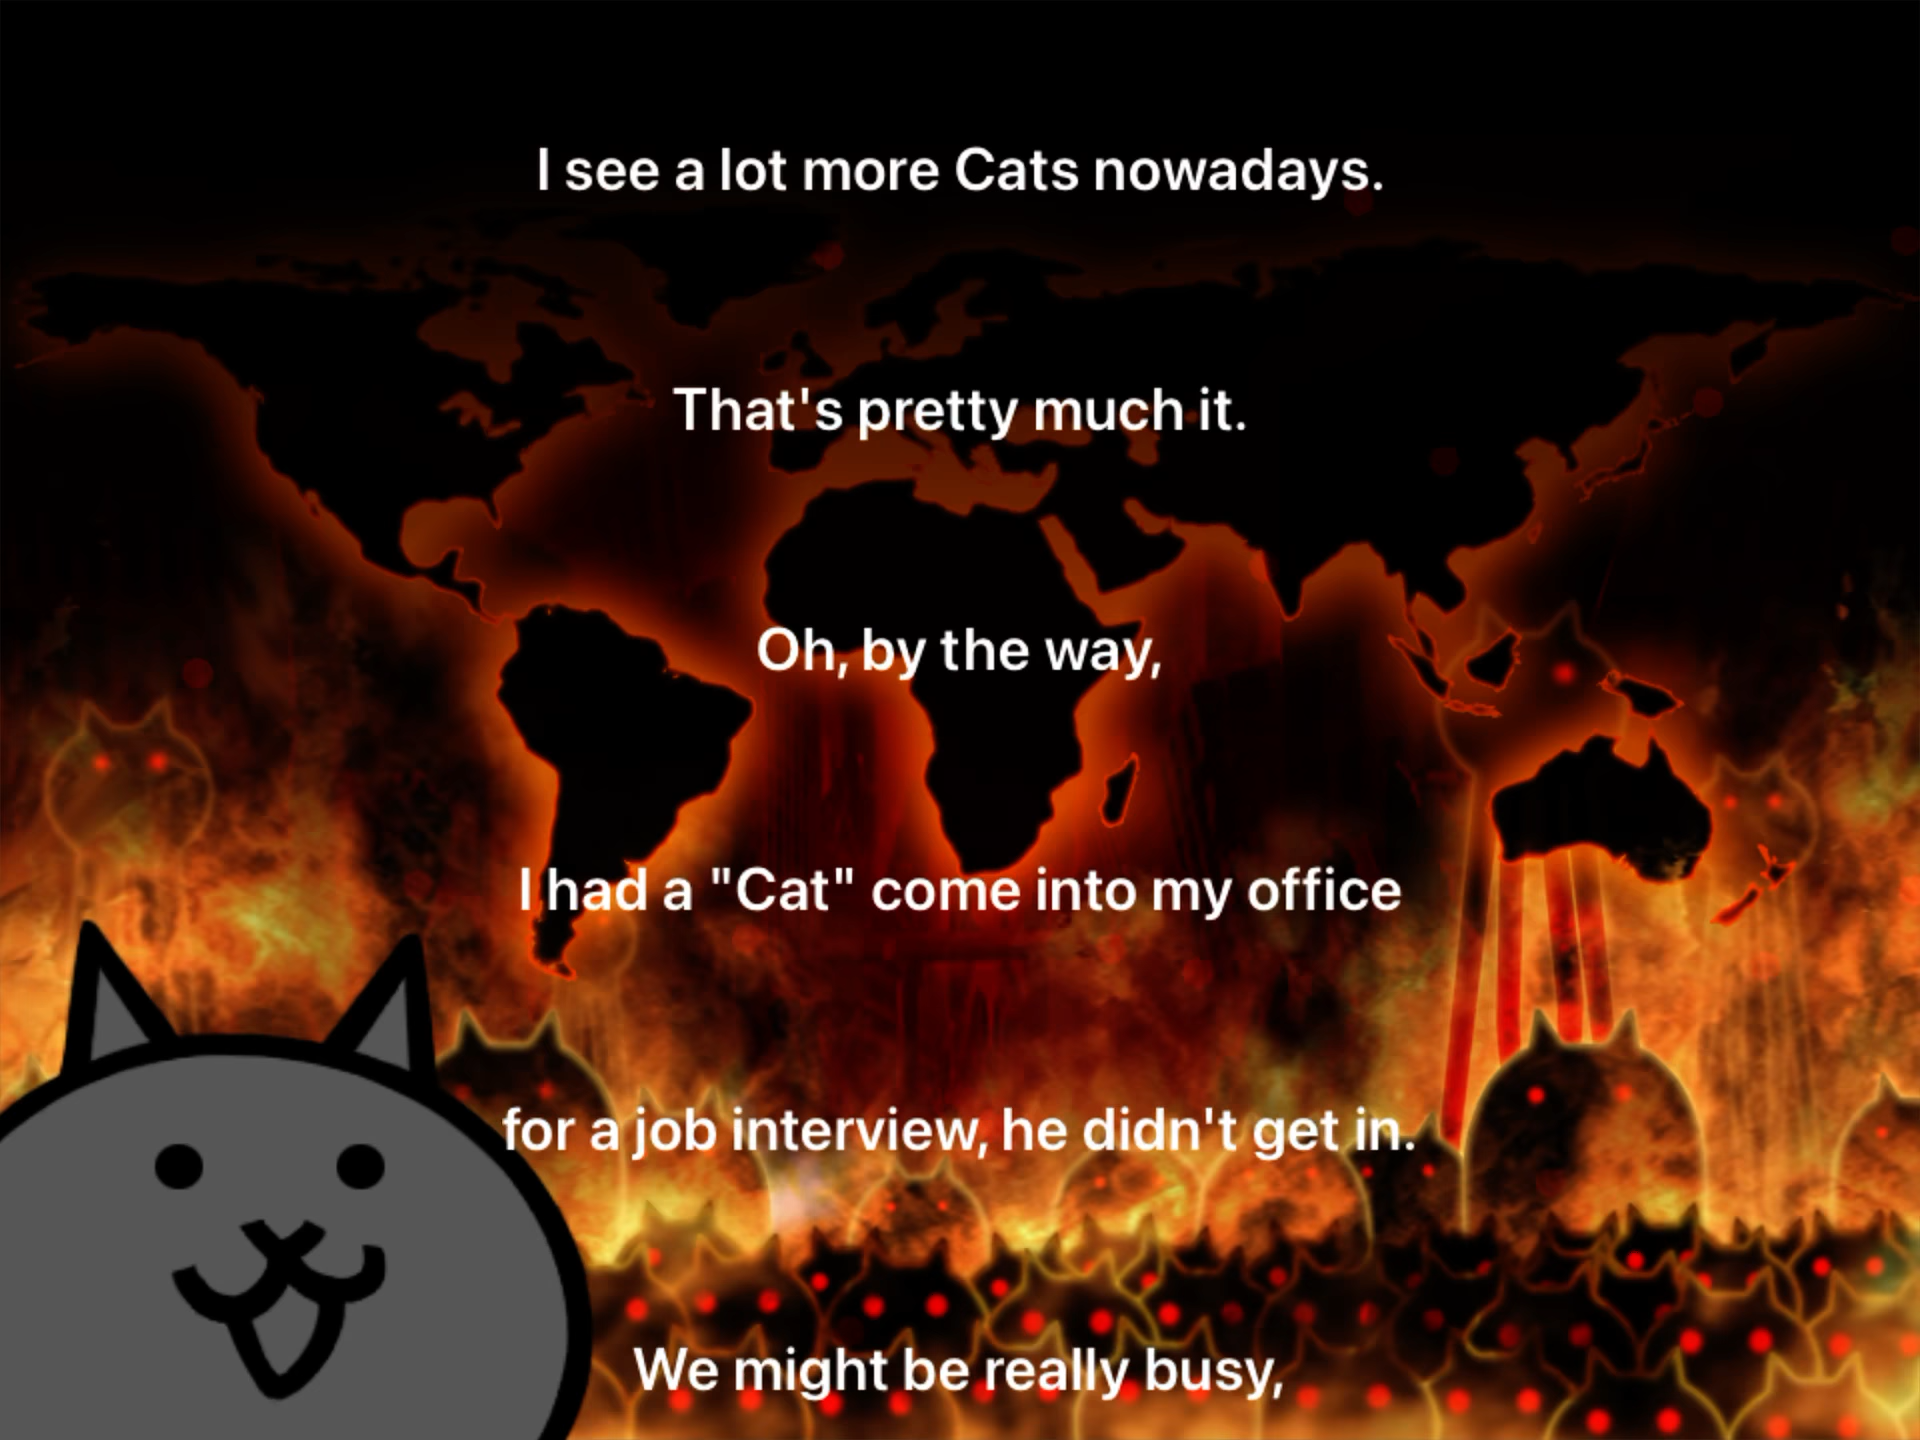 I see a lot more Cats nowadays.
That's pretty much it.
Oh, by the way,
I had a "Cat" come into my office
for a job interview, he didn't get in.
We might be really busy,